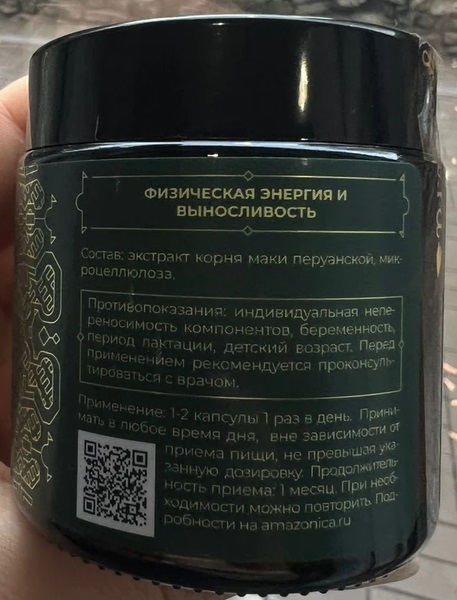 ФИЗИЧЕСКАЯ ЭНЕРГИЯ И
ВЫНОСЛИВОСТЬ
Состав: экстракт корня маки перуанской, мик-
роцеллюлоза.
Противопоказания: индивидуальная непе-
реносимость компонентов, беременность,
период лактации, детский возраст. Перед
применением рекомендуется проконсуль-
тироваться с врачом.
Применение: 1-2 капсулы 1 раз в день. Прини-
мать в любое время дня, вне зависимости от
приема пищи, не превышая ука-
занную дозировку. Продолжитель-
ность приема: 1 месяц. При необ-
ходимости можно повторить. Под-
робности на amazonica.ru